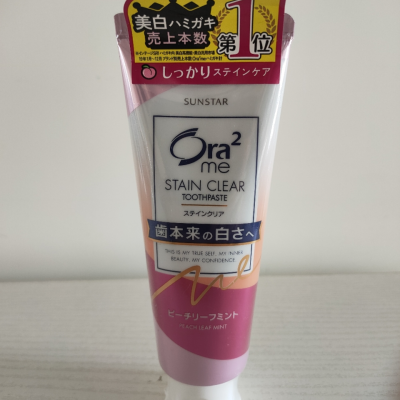 美白ハミガキ
売上本数
第1位
しっかりステインケア
SUNSTAR
Ora2
me
STAIN CLEAR
TOOTHPASTE
ステインクリア
歯本来の白さへ
THIS IS MY TRUE SELF, MY INNER
BEAUTY, MY CONFIDENCE
ピーチリーフミント
PEACH LEAF MINT